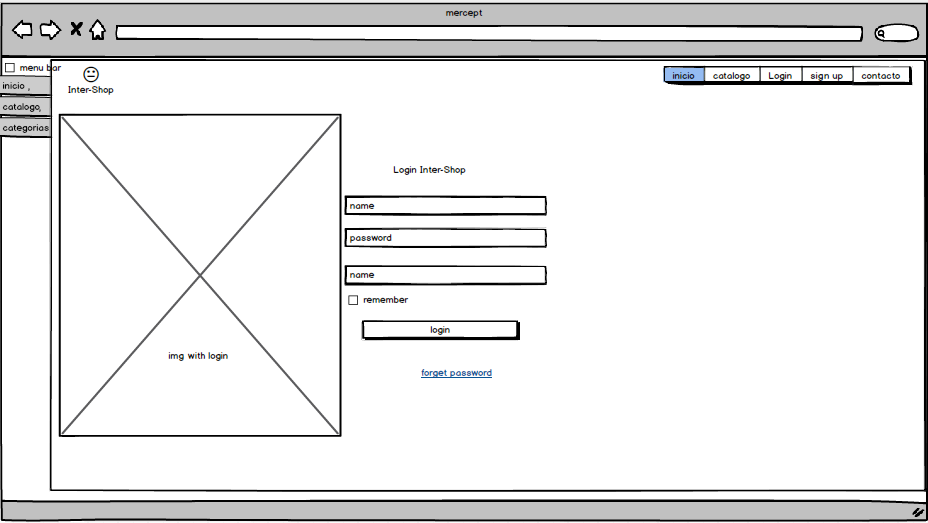 mercept
menu bar
inicio ,
catalogo,
categorias
Inter-Shop
inicio catalogo Login sign up contacto
img with login
Login Inter-Shop
name
password
name
remember
login
forget password